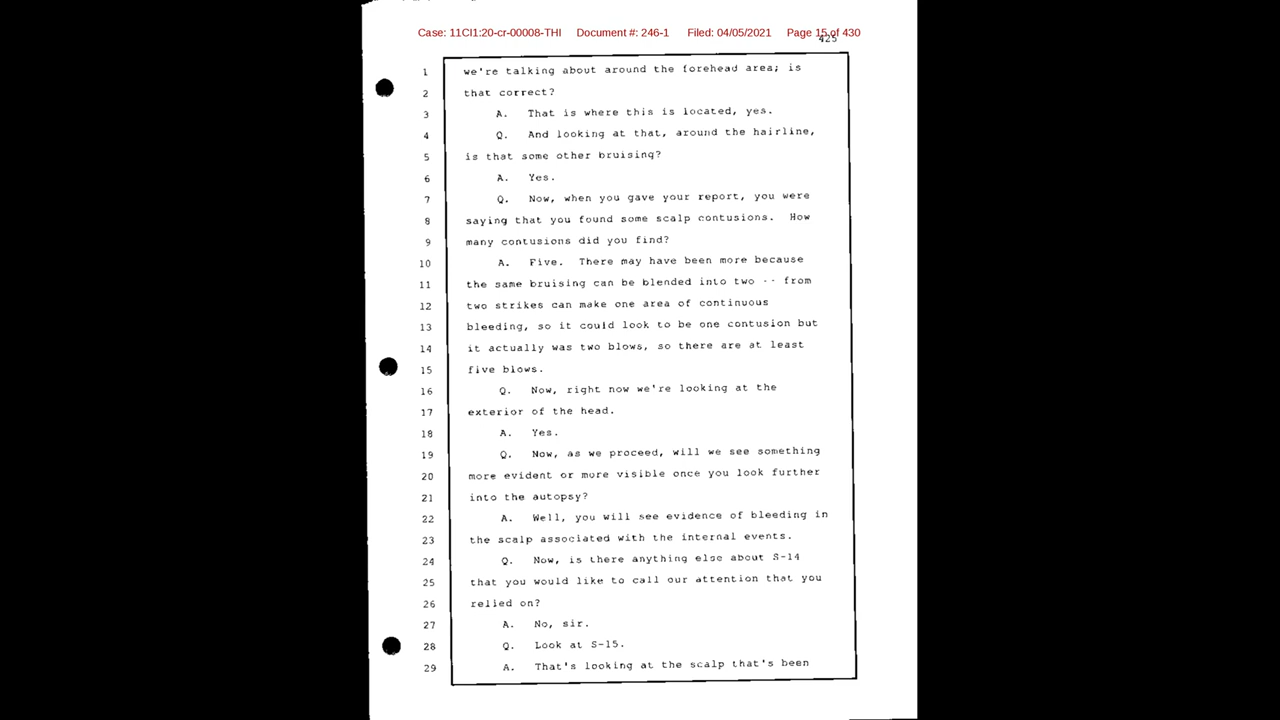 Case: 11CI1:20-cr-00008-THI Document #: 246-1 Filed: 04/05/2021 Page 15 of 430
425
1 we're talking about around the forehead area; is
2 that correct?
3 A. That is where this is located, yes.
4 Q. And looking at that, around the hairline,
5 is that some other bruising?
6 A. Yes.
7 Q. Now, when you gave your report, you were
8 saying that you found some scalp contusions. How
9 many contusions did you find?
10 A. Five. There may have been more because
11 the same bruising can be blended into two -- from
12 two strikes can make one area of continuous
13 bleeding, so it could look to be one contusion but
14 it actually was two blows, so there are at least
15 five blows.
16 Q. Now, right now we're looking at the
17 exterior of the head.
18 A. Yes.
19 Q. Now, as we proceed, will we see something
20 more evident or more visible once you look further
21 into the autopsy?
22 A. Well, you will see evidence of bleeding in
23 the scalp associated with the internal events.
24 Q. Now, is there anything else about S-14
25 that you would like to call our attention that you
26 relied on?
27 A. No, sir.
28 Q. Look at S-15.
29 A. That's looking at the scalp that's been